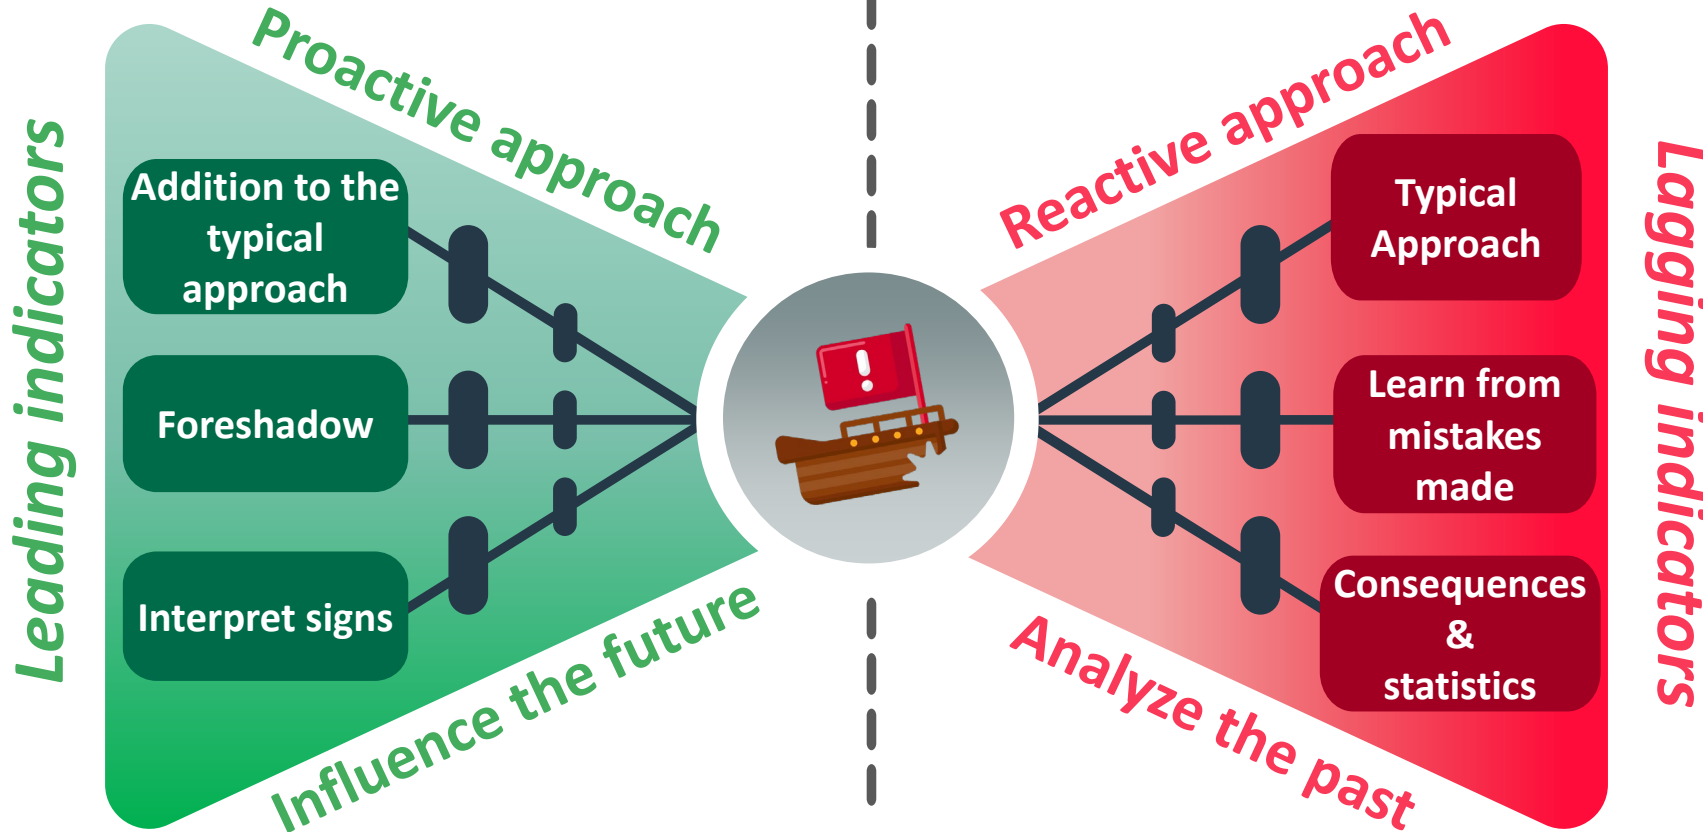 Leading indicators
Proactive approach
Addition to the
typical
approach
Foreshadow
Interpret signs
Influence the future
!
Reactive approach
Typical
Approach
Learn from
mistakes
made
Consequences
&
statistics
Analyze the past
Lagging indicators